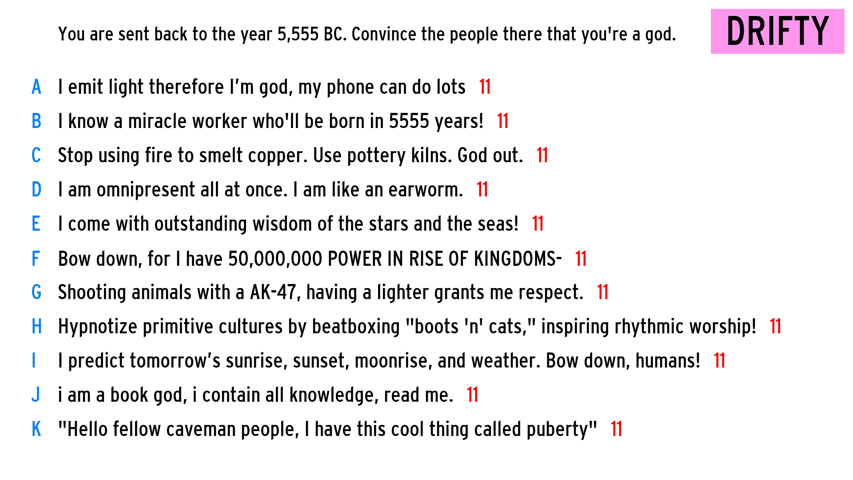 You are sent back to the year 5,555 BC. Convince the people there that you're a god.
DRIFTY
A I emit light therefore I’m god, my phone can do lots 11
B I know a miracle worker who'll be born in 5555 years! 11
C Stop using fire to smelt copper. Use pottery kilns. God out. 11
D I am omnipresent all at once. I am like an earworm. 11
E I come with outstanding wisdom of the stars and the seas! 11
F Bow down, for I have 50,000,000 POWER IN RISE OF KINGDOMS- 11
G Shooting animals with a AK-47, having a lighter grants me respect. 11
H Hypnotize primitive cultures by beatboxing "boots 'n' cats," inspiring rhythmic worship! 11
I I predict tomorrow’s sunrise, sunset, moonrise, and weather. Bow down, humans! 11
J i am a book god, i contain all knowledge, read me. 11
K "Hello fellow caveman people, I have this cool thing called puberty" 11